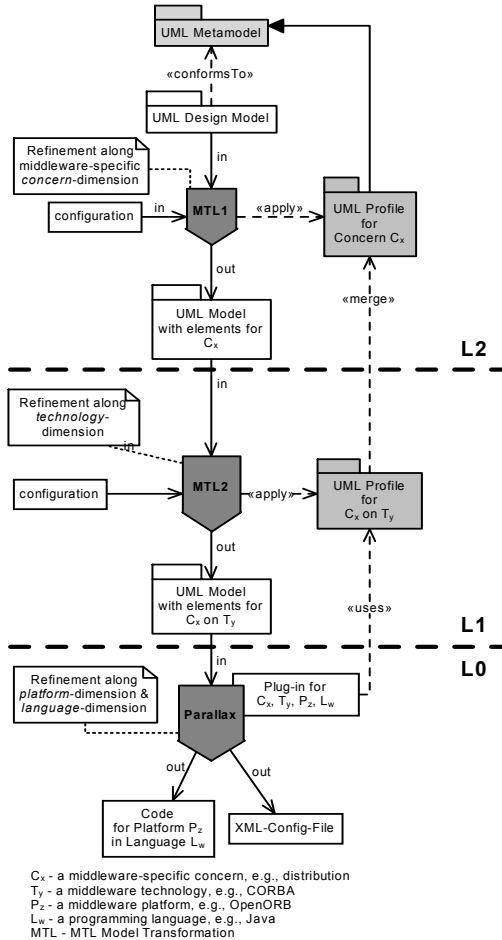 UML Metamodel
«conformsTo»
UML Design Model
Refinement along
middleware-specific
concern-dimension
in
configuration
in
MTL1
«apply»
UML Profile
for
Concern Cx
out
«merge»
UML Model
with elements for
Cx
L2
in
Refinement along
technology-
dimension
in
configuration
MTL2
«apply»
UML Profile
for
Cx on Ty
out
UML Model
with elements for
Cx on Ty
«uses»
L1
in
L0
Refinement along
platform-dimension &
language-dimension
Parallax
Plug-in for
Cx, Ty, Pz, Lw
out
out
Code
for Platform Pz
in Language Lw
XML-Config-File
Cx - a middleware-specific concern, e.g., distribution
Ty - a middleware technology, e.g., CORBA
Pz - a middleware platform, e.g., OpenORB
Lw - a programming language, e.g., Java
MTL - MTL Model Transformation